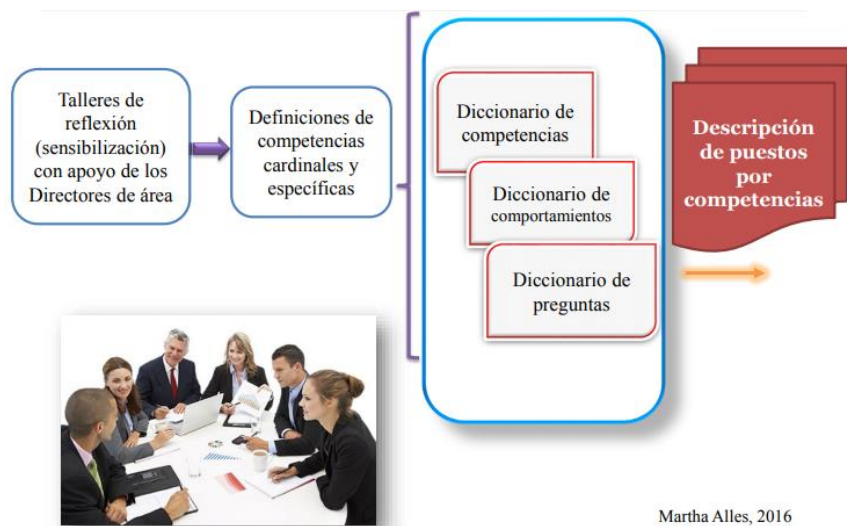 Talleres de
reflexión
(sensibilización)
con apoyo de los
Directores de área
Definiciones de
competencias
cardinales y
específicas
Diccionario de
competencias
Diccionario de
comportamientos
Diccionario de
preguntas
Descripción
de puestos
por
competencias
Martha Alles, 2016